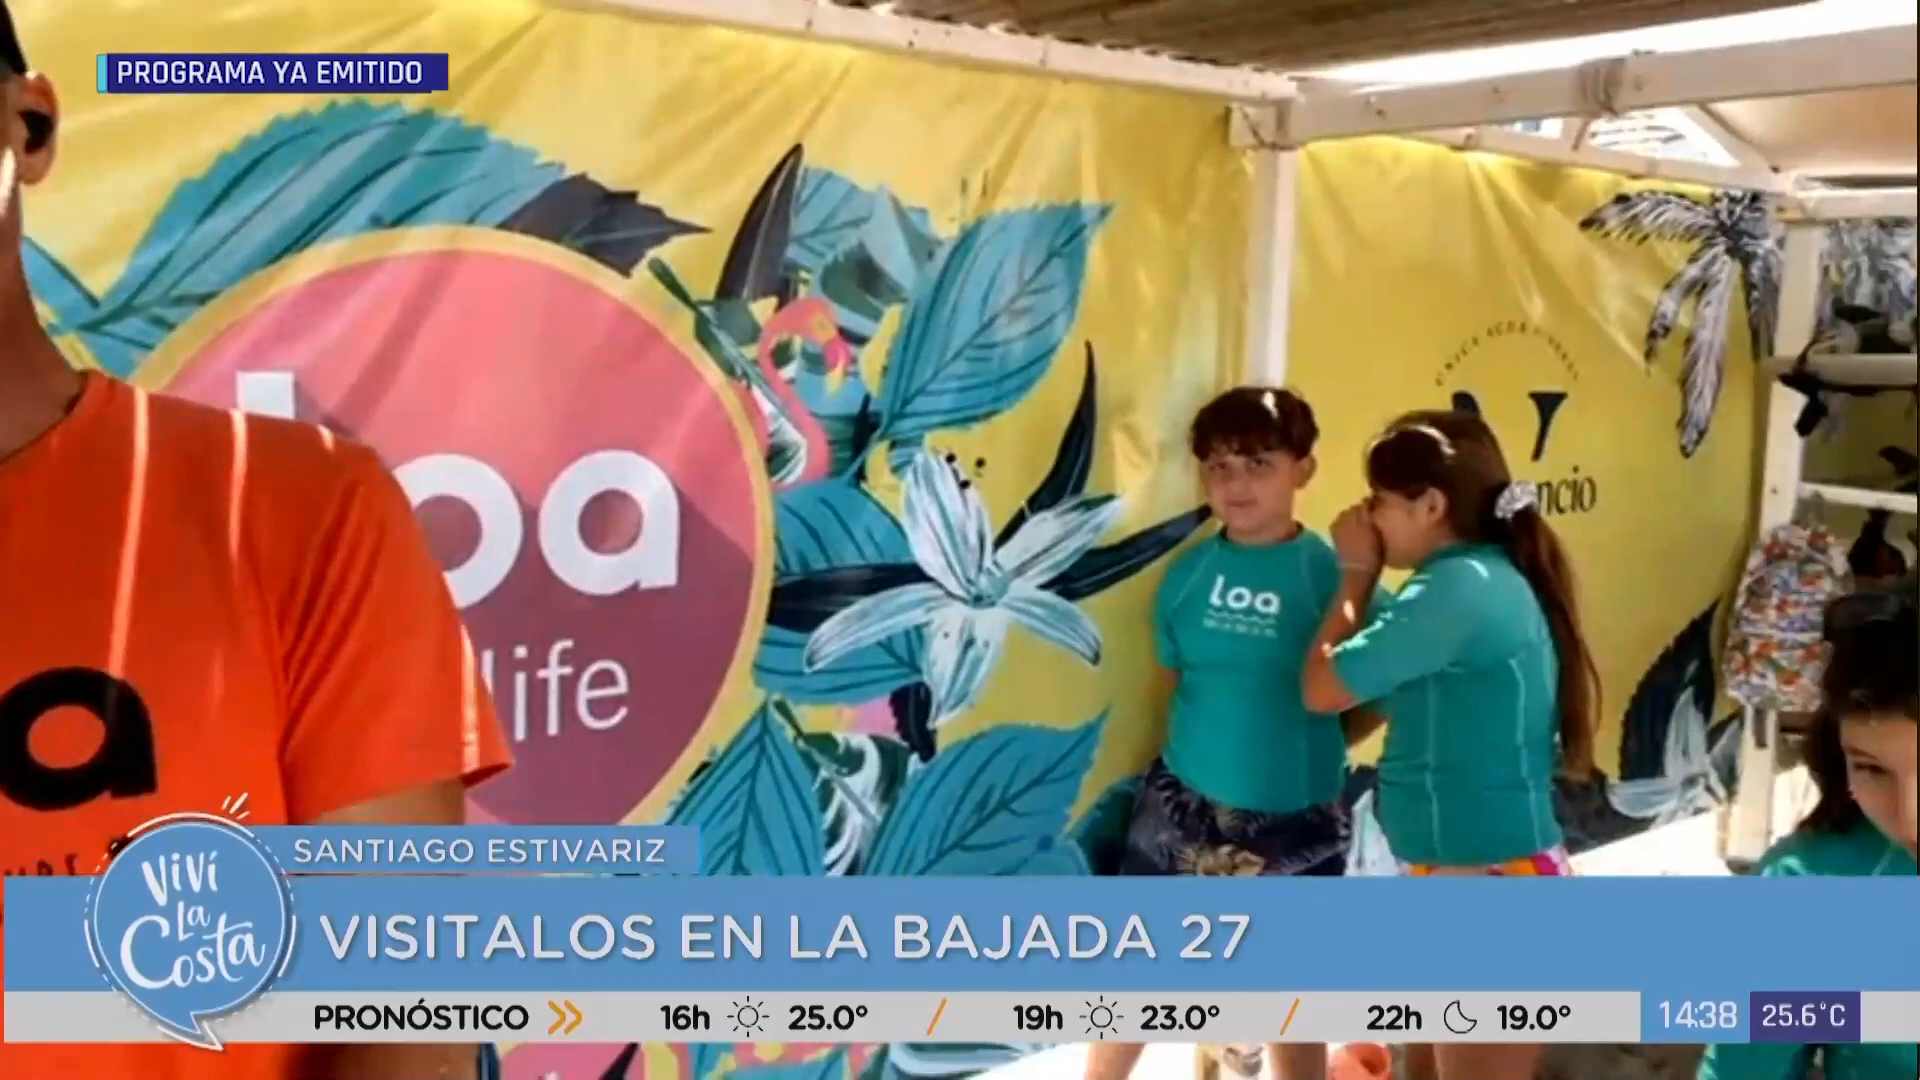 PROGRAMA YA EMITIDO
loa
life
loa
ncio
a
SANTIAGO ESTIVARIZ
ViVí
La
Costa
VISITALOS EN LA BAJADA 27
PRONÓSTICO 16h 25.0° / 19h 23.0° / 22h 19.0°
14:38 25.6°C